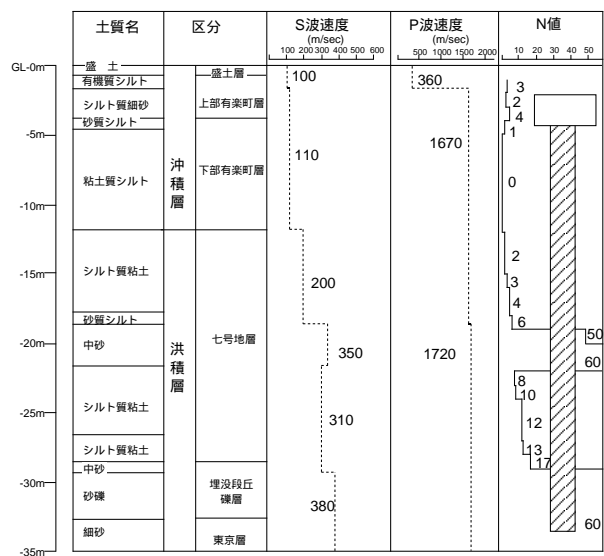 土質名 区分 S波速度 P波速度 N値
(m/sec) (m/sec)
100 200 300 400 500 600 500 1000 1500 2000 10 20 30 40 50
GL-0m
盛 土 盛土層 100 360
有機質シルト 3
シルト質細砂 上部有楽町層 2
砂質シルト 4
-5m 1670 1
粘土質シルト 沖積層 下部有楽町層 110 0
-10m
シルト質粘土 2
-15m 200 3
4
砂質シルト 6
中砂 洪積層 七号地層 50
-20m 350 1720 60
8
10
シルト質粘土 310 12
-25m
シルト質粘土 13
中砂 17
-30m
砂礫 埋没段丘礫層 380
細砂 東京層 60
-35m